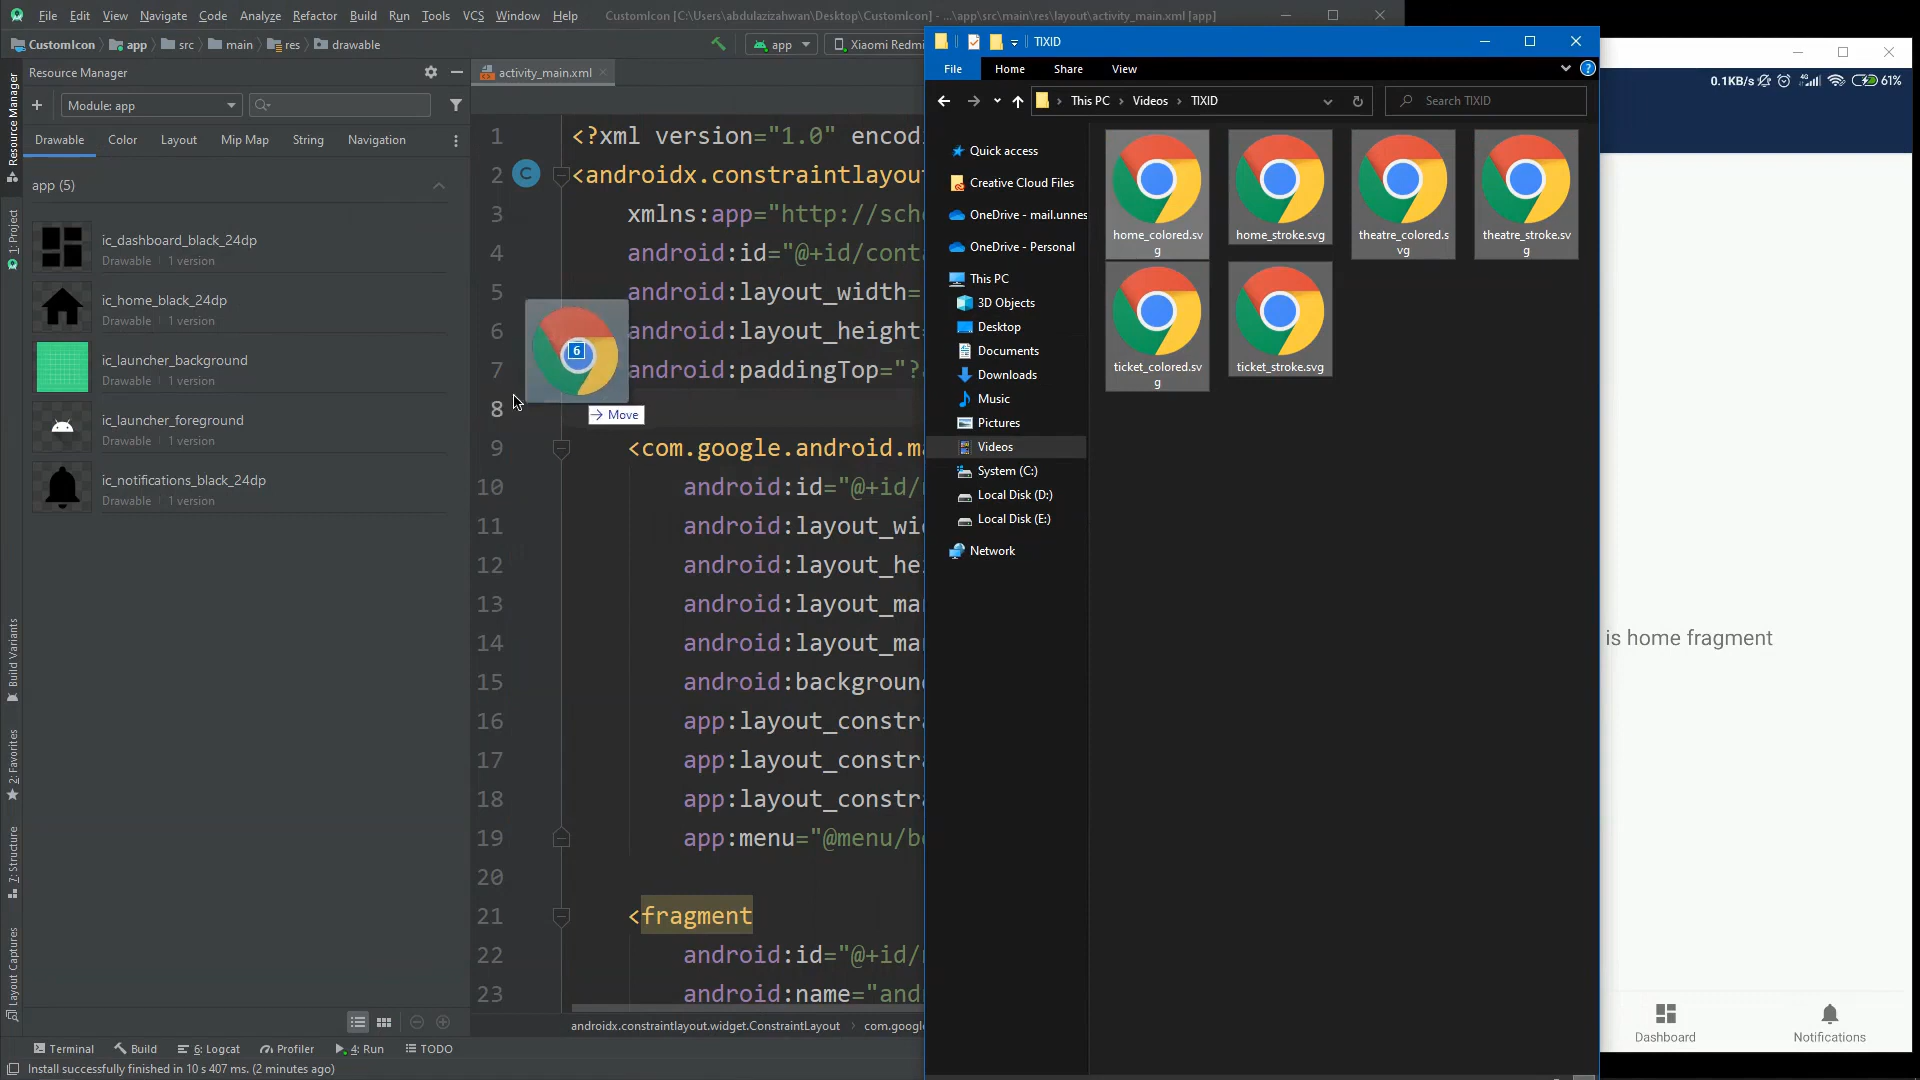 File Edit View Navigate Code Analyze Refactor Build Run Tools VCS Window Help CustomIcon [C:\Users\abdulazizahwan\Desktop\CustomIcon] - ...\app\src\main\res\layout\activity_main.xml [app]
CustomIcon app src main res drawable
app Xiaomi Redmi
Resource Manager
Module: app
Drawable Color Layout Mip Map String Navigation
app (5)
ic_dashboard_black_24dp
Drawable | 1 version
ic_home_black_24dp
Drawable | 1 version
ic_launcher_background
Drawable | 1 version
ic_launcher_foreground
Drawable | 1 version
ic_notifications_black_24dp
Drawable | 1 version
Resource Manager
1: Project
Build Variants
2: Favorites
7: Structure
Layout Captures
activity_main.xml
1 <?xml version="1.0" encod
2 C <androidx.constraintlayou
3 xmlns:app="http://sch
4 android:id="@+id/cont
5 android:layout_width=
6 android:layout_height
7 android:paddingTop="?
8
9 <com.google.android.m
10 android:id="@+id/
11 android:layout_wi
12 android:layout_he
13 android:layout_ma
14 android:layout_ma
15 android:background
16 app:layout_constr
17 app:layout_constr
18 app:layout_constr
19 app:menu="@menu/b
20
21 <fragment
22 android:id="@+id/
23 android:name="and
6
Move
androidx.constraintlayout.widget.ConstraintLayout com.google
Terminal Build 6: Logcat Profiler 4: Run TODO
Install successfully finished in 10 s 407 ms. (2 minutes ago)
TIXID
File Home Share View
This PC Videos TIXID
Search TIXID
Quick access
Creative Cloud Files
OneDrive - mail.unnes
OneDrive - Personal
This PC
3D Objects
Desktop
Documents
Downloads
Music
Pictures
Videos
System (C:)
Local Disk (D:)
Local Disk (E:)
Network
home_colored.sv
g
home_stroke.svg
theatre_colored.s
vg
theatre_stroke.sv
g
ticket_colored.sv
g
ticket_stroke.svg
0.1KB/s 4G 61%
is home fragment
Dashboard
Notifications